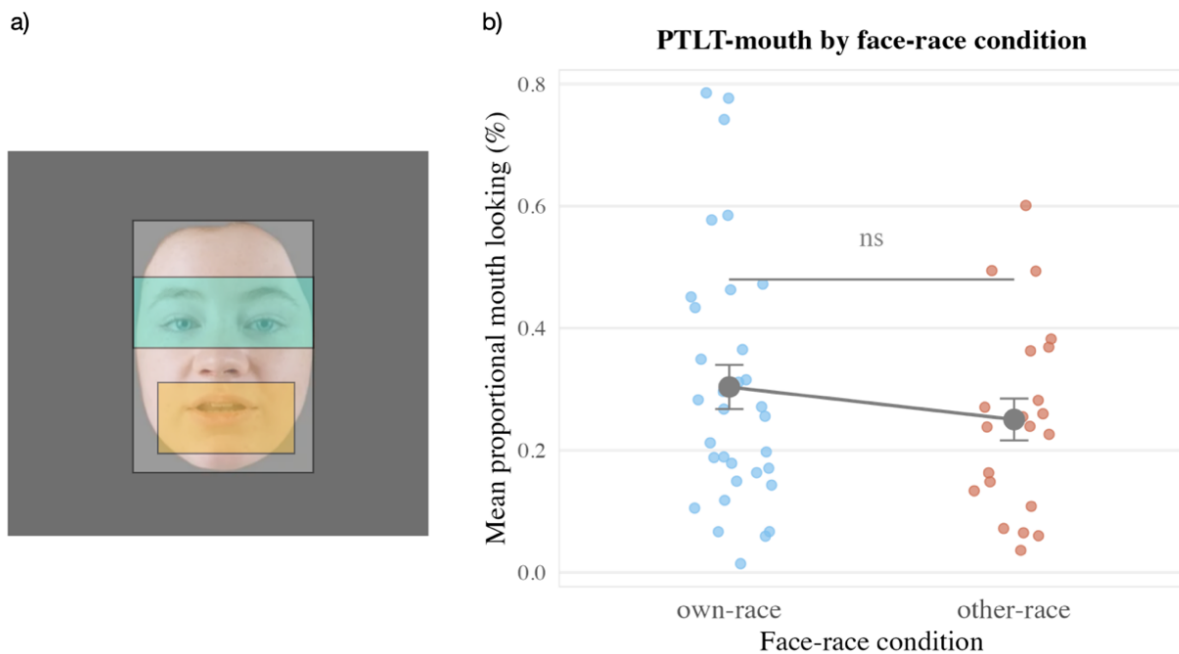 a)
b)
PTLT-mouth by face-race condition
Mean proportional mouth looking (%)
0.8
0.6
0.4
0.2
0.0
ns
own-race
other-race
Face-race condition